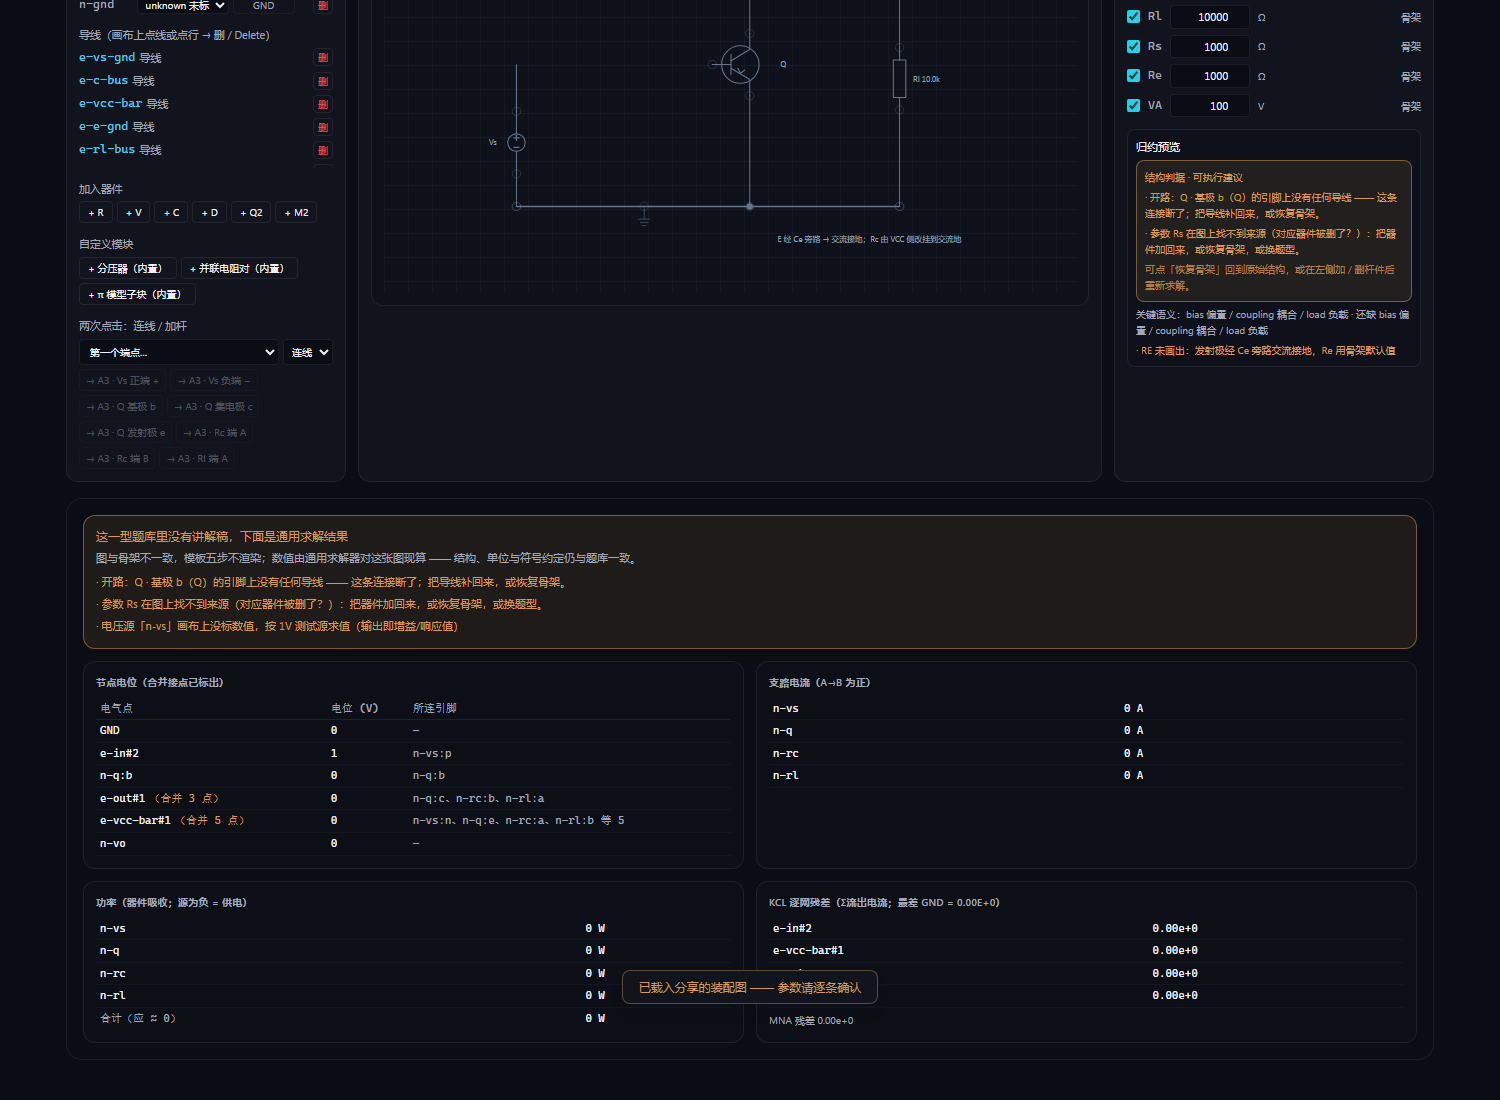 n-gnd
unknown 未标
GND
删
导线（画布上点线或点行 → 删 / Delete）
e-vs-gnd 导线 删
e-c-bus 导线 删
e-vcc-bar 导线 删
e-e-gnd 导线 删
e-rl-bus 导线 删
加入器件
+ R + V + C + D + Q2 + M2
自定义模块
+ 分压器（内置） + 并联电阻对（内置）
+ π 模型子块（内置）
两次点击：连线 / 加杆
第一个端点… 连线
→ A3 · Vs 正端 + → A3 · Vs 负端 −
→ A3 · Q 基极 b → A3 · Q 集电极 c
→ A3 · Q 发射极 e → A3 · Rc 端 A
→ A3 · Rc 端 B → A3 · Rl 端 A
Q
Rl 10.0k
Vs
E 经 Ce 旁路 → 交流接地；Rc 由 VCC 侧改挂到交流地
Rl 10000 Ω 骨架
Rs 1000 Ω 骨架
Re 1000 Ω 骨架
VA 100 V 骨架
归约预览
结构判据 · 可执行建议
· 开路：Q · 基极 b（Q）的引脚上没有任何导线 —— 这条
连接断了；把导线补回来，或恢复骨架。
· 参数 Rs 在图上找不到来源（对应器件被删了？）：把器
件加回来，或恢复骨架，或换题型。
可点「恢复骨架」回到原始结构，或在左侧加 / 删杆件后
重新求解。
关键语义：bias 偏置 / coupling 耦合 / load 负载 · 还缺 bias 偏
置 / coupling 耦合 / load 负载
· RE 未画出：发射极经 Ce 旁路交流接地，Re 用骨架默认值
这一型题库里没有讲解稿，下面是通用求解结果
图与骨架不一致，模板五步不渲染；数值由通用求解器对这张图现算 —— 结构、单位与符号约定仍与题库一致。
· 开路：Q · 基极 b（Q）的引脚上没有任何导线 —— 这条连接断了；把导线补回来，或恢复骨架。
· 参数 Rs 在图上找不到来源（对应器件被删了？）：把器件加回来，或恢复骨架，或换题型。
· 电压源「n-vs」画布上没标数值，按 1V 测试源求值（输出即增益/响应值）
节点电位（合并接点已标出）
电气点 电位 (V) 所连引脚
GND 0 —
e-in#2 1 n-vs:p
n-q:b 0 n-q:b
e-out#1（合并 3 点） 0 n-q:c、n-rc:b、n-rl:a
e-vcc-bar#1（合并 5 点） 0 n-vs:n、n-q:e、n-rc:a、n-rl:b 等 5
n-vo 0 —
支路电流（A→B 为正）
n-vs 0 A
n-q 0 A
n-rc 0 A
n-rl 0 A
功率（器件吸收；源为负 = 供电）
n-vs 0 W
n-q 0 W
n-rc 0 W
n-rl 0 W
合计（应 ≈ 0） 0 W
KCL 逐网残差（Σ流出电流；最差 GND = 0.00E+0）
e-in#2 0.00e+0
e-vcc-bar#1 0.00e+0
0.00e+0
0.00e+0
MNA 残差 0.00e+0
已载入分享的装配图 —— 参数请逐条确认